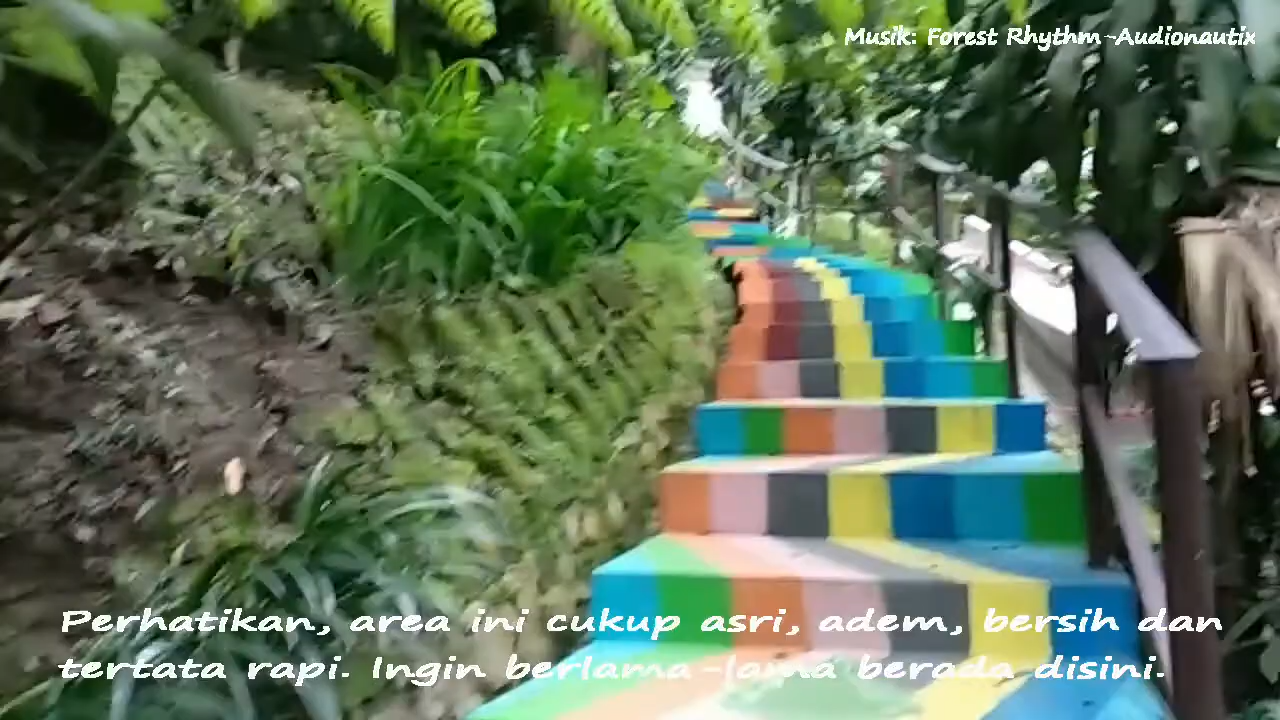 Musik: Forest Rhythm-Audionautix
Perhatikan, area ini cukup asri, adem, bersih dan
tertata rapi. Ingin berlama-lama berada disini.